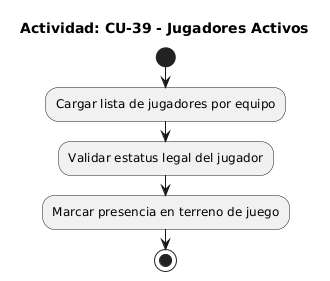 Actividad: CU-39 - Jugadores Activos
Cargar lista de jugadores por equipo
Validar estatus legal del jugador
Marcar presencia en terreno de juego